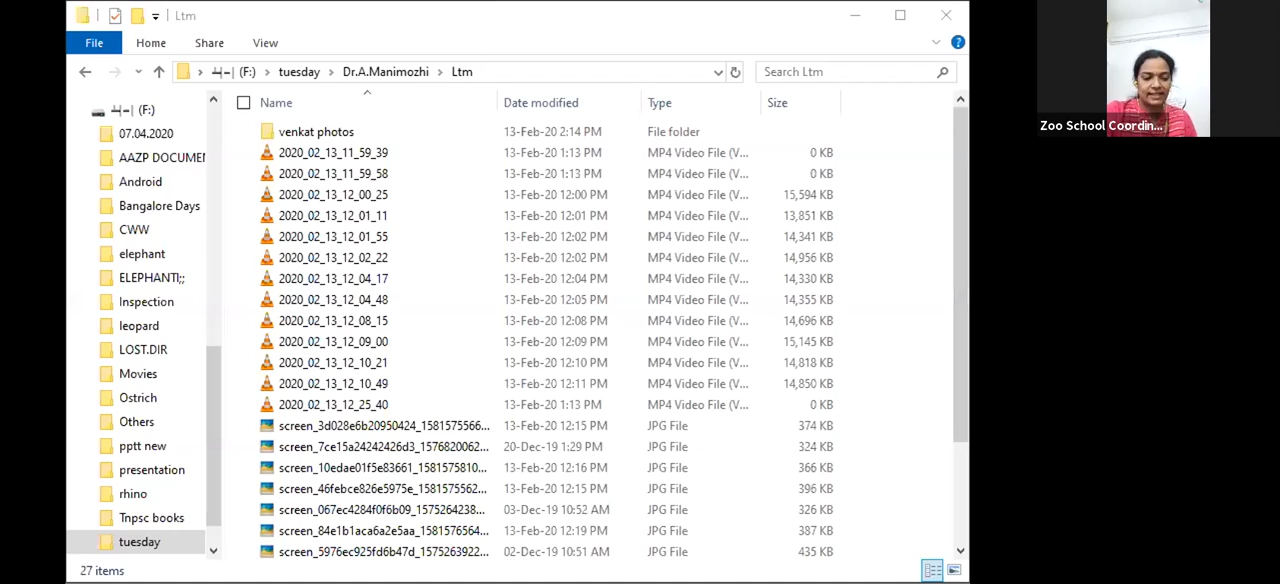 Ltm
File Home Share View
(F:) tuesday Dr.A.Manimozhi Ltm Search Ltm
(F:)
07.04.2020
AAZP DOCUMEI
Android
Bangalore Days
CWW
elephant
ELEPHANT|;;
Inspection
leopard
LOST.DIR
Movies
Ostrich
Others
pptt new
presentation
rhino
Tnpsc books
tuesday
Name Date modified Type Size
venkat photos 13-Feb-20 2:14 PM File folder
2020_02_13_11_59_39 13-Feb-20 1:13 PM MP4 Video File (V... 0 KB
2020_02_13_11_59_58 13-Feb-20 1:13 PM MP4 Video File (V... 0 KB
2020_02_13_12_00_25 13-Feb-20 12:00 PM MP4 Video File (V... 15,594 KB
2020_02_13_12_01_11 13-Feb-20 12:01 PM MP4 Video File (V... 13,851 KB
2020_02_13_12_01_55 13-Feb-20 12:02 PM MP4 Video File (V... 14,341 KB
2020_02_13_12_02_22 13-Feb-20 12:02 PM MP4 Video File (V... 14,956 KB
2020_02_13_12_04_17 13-Feb-20 12:04 PM MP4 Video File (V... 14,330 KB
2020_02_13_12_04_48 13-Feb-20 12:05 PM MP4 Video File (V... 14,355 KB
2020_02_13_12_08_15 13-Feb-20 12:08 PM MP4 Video File (V... 14,696 KB
2020_02_13_12_09_00 13-Feb-20 12:09 PM MP4 Video File (V... 15,145 KB
2020_02_13_12_10_21 13-Feb-20 12:10 PM MP4 Video File (V... 14,818 KB
2020_02_13_12_10_49 13-Feb-20 12:11 PM MP4 Video File (V... 14,850 KB
2020_02_13_12_25_40 13-Feb-20 1:13 PM MP4 Video File (V... 0 KB
screen_3d028e6b20950424_1581575566... 13-Feb-20 12:15 PM JPG File 374 KB
screen_7ce15a24242426d3_1576820062... 20-Dec-19 1:29 PM JPG File 324 KB
screen_10edae01f5e83661_1581575810... 13-Feb-20 12:16 PM JPG File 366 KB
screen_46febce826e5975e_1581575562... 13-Feb-20 12:15 PM JPG File 396 KB
screen_067ec4284f0f6b09_1575264238... 03-Dec-19 10:52 AM JPG File 326 KB
screen_84e1b1aca6a2e5aa_1581576564... 13-Feb-20 12:19 PM JPG File 387 KB
screen_5976ec925fd6b47d_1575263922... 02-Dec-19 10:51 AM JPG File 435 KB
27 items
Zoo School Coordin...